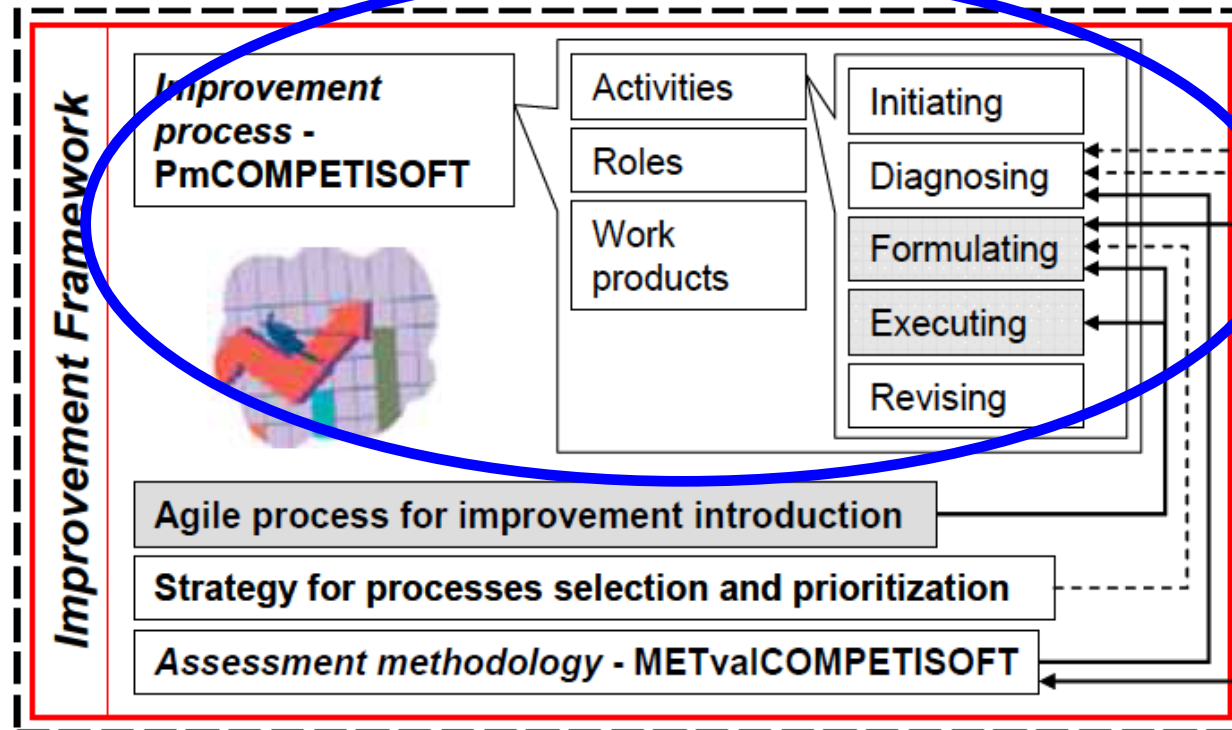 Improvement Framework
Improvement
process -
PmCOMPETISOFT
Activities
Roles
Work
products
Initiating
Diagnosing
Formulating
Executing
Revising
Agile process for improvement introduction
Strategy for processes selection and prioritization
Assessment methodology - METvalCOMPETISOFT